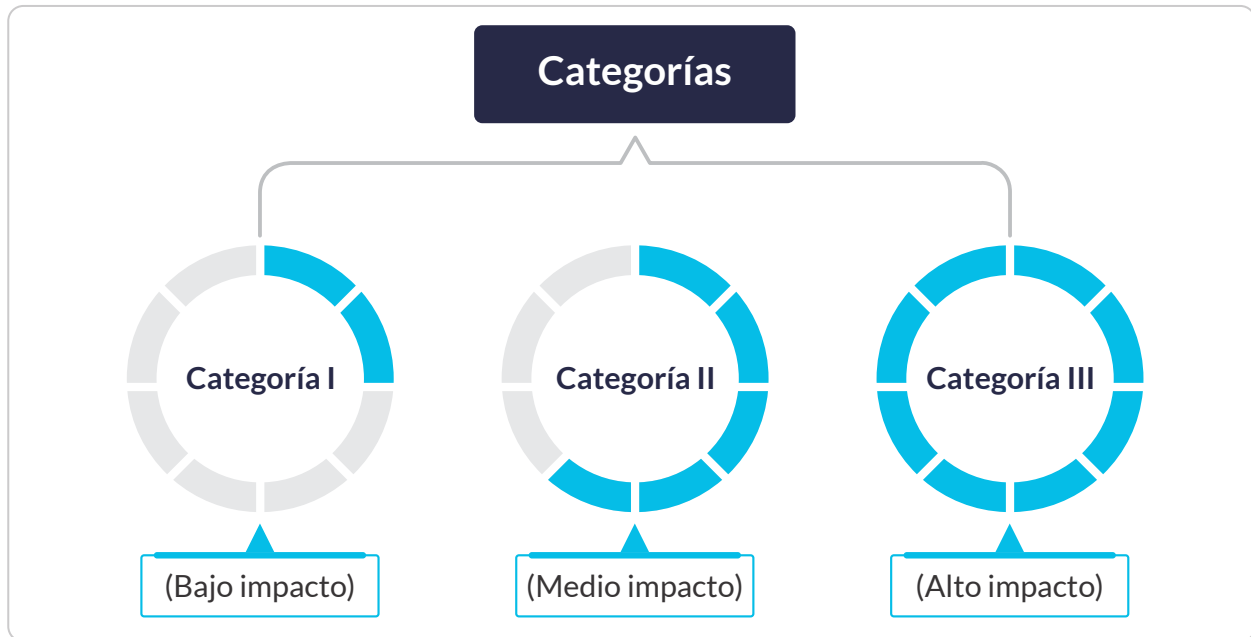 Categorías
Categoría I
Categoría II
Categoría III
(Bajo impacto)
(Medio impacto)
(Alto impacto)